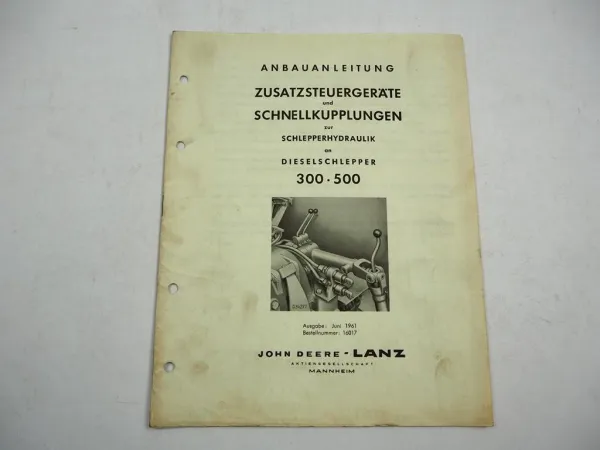 ANBAUANLEITUNG
ZUSATZSTEUERGERÄTE
und
SCHNELLKUPPLUNGEN
zur
SCHLEPPERHYDRAULIK
an
DIESELSCHLEPPER
300 · 500
Ausgabe: Juni 1961
Bestellnummer: 16017
JOHN DEERE - LANZ
AKTIENGESELLSCHAFT
MANNHEIM